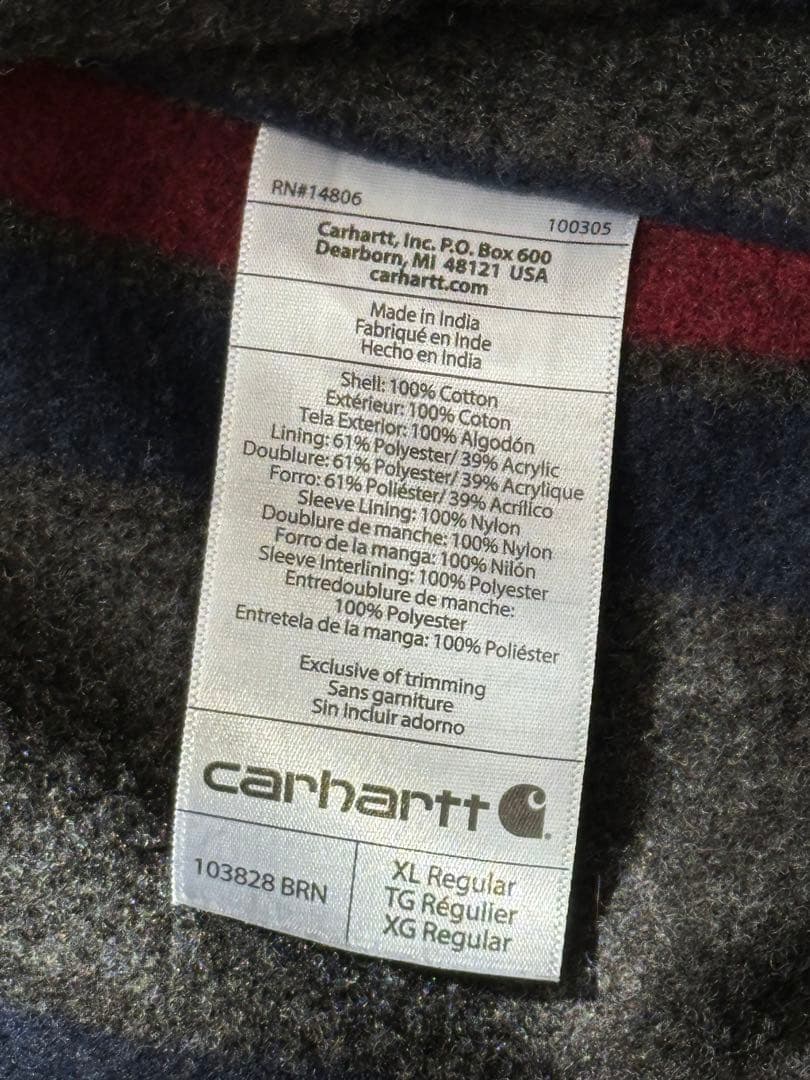 RN#14806
100305
Carhartt, Inc. P.O. Box 600
Dearborn, MI 48121 USA
carhartt.com
Made in India
Fabriqué en Inde
Hecho en India
Shell: 100% Cotton
Extérieur: 100% Coton
Tela Exterior: 100% Algodón
Lining: 61% Polyester/ 39% Acrylic
Doublure: 61% Polyester/ 39% Acrylique
Forro: 61% Poliéster/ 39% Acrílico
Sleeve Lining: 100% Nylon
Doublure de manche: 100% Nylon
Forro de la manga: 100% Nilón
Sleeve Interlining: 100% Polyester
Entredoublure de manche:
100% Polyester
Entretela de la manga: 100% Poliéster
Exclusive of trimming
Sans garniture
Sin Incluir adorno
carhartt
103828 BRN
XL Regular
TG Régulier
XG Regular